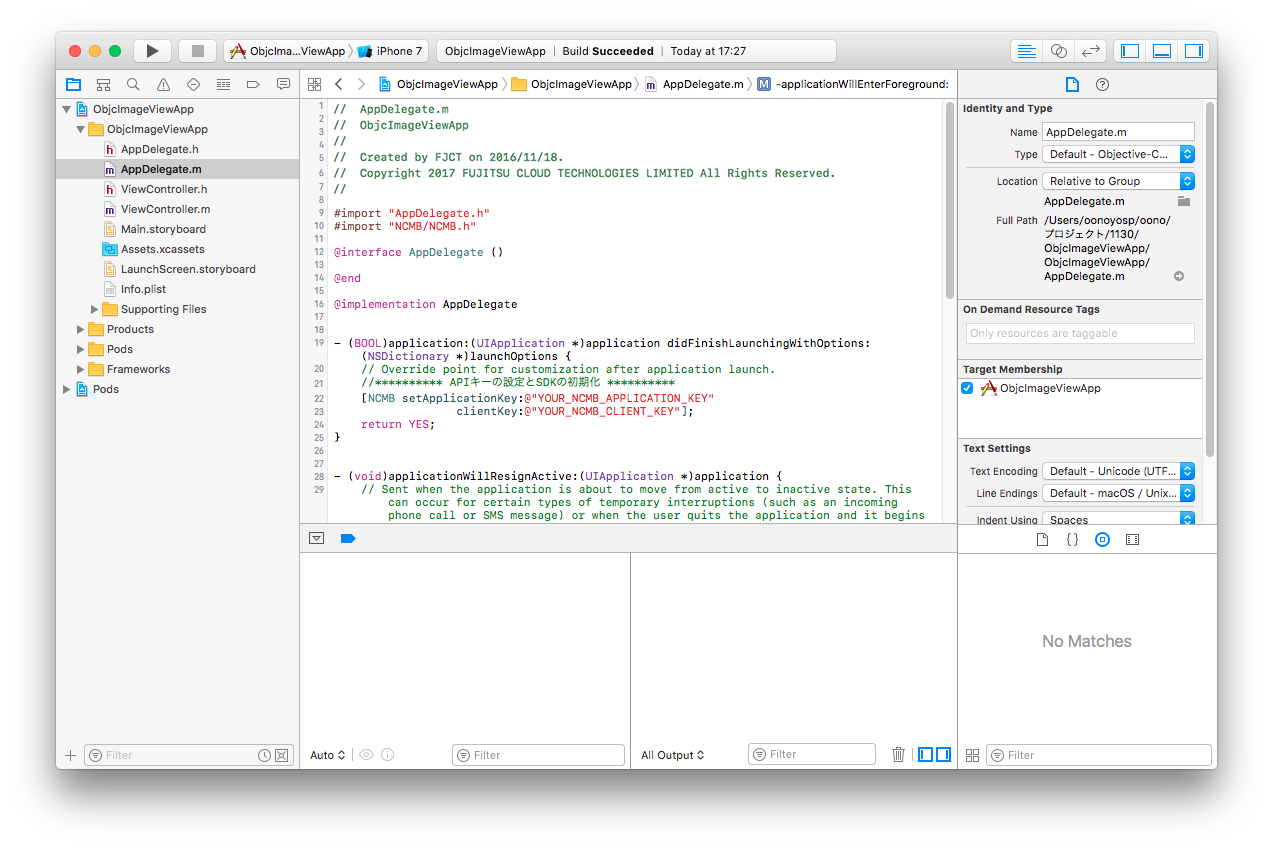 ObjcIma...ViewApp
iPhone 7
ObjcImageViewApp | Build Succeeded | Today at 17:27
ObjcImageViewApp
ObjcImageViewApp
AppDelegate.h
AppDelegate.m
ViewController.h
ViewController.m
Main.storyboard
Assets.xcassets
LaunchScreen.storyboard
Info.plist
Supporting Files
Products
Pods
Frameworks
Pods
Filter
ObjcImageViewApp
ObjcImageViewApp
AppDelegate.m
M -applicationWillEnterForeground:
1 // AppDelegate.m
2 // ObjcImageViewApp
3 //
4 // Created by FJCT on 2016/11/18.
5 // Copyright 2017 FUJITSU CLOUD TECHNOLOGIES LIMITED All Rights Reserved.
6 //
7
8
9 #import "AppDelegate.h"
10 #import "NCMB/NCMB.h"
11
12 @interface AppDelegate ()
13
14 @end
15
16 @implementation AppDelegate
17
18
19 - (BOOL)application:(UIApplication *)application didFinishLaunchingWithOptions:
(NSDictionary *)launchOptions {
20 // Override point for customization after application launch.
21 //********** APIキーの設定とSDKの初期化 **********
22 [NCMB setApplicationKey:@"YOUR_NCMB_APPLICATION_KEY"
23 clientKey:@"YOUR_NCMB_CLIENT_KEY"];
24 return YES;
25 }
26
27
28 - (void)applicationWillResignActive:(UIApplication *)application {
29 // Sent when the application is about to move from active to inactive state. This
can occur for certain types of temporary interruptions (such as an incoming
phone call or SMS message) or when the user quits the application and it begins
Auto
Filter
All Output
Filter
Identity and Type
Name AppDelegate.m
Type Default - Objective-C...
Location Relative to Group
AppDelegate.m
Full Path /Users/oonoyosp/oono/
プロジェクト/1130/
ObjcImageViewApp/
ObjcImageViewApp/
AppDelegate.m
On Demand Resource Tags
Only resources are taggable
Target Membership
ObjcImageViewApp
Text Settings
Text Encoding Default - Unicode (UTF...
Line Endings Default - macOS / Unix...
Indent Using Spaces
No Matches
Filter